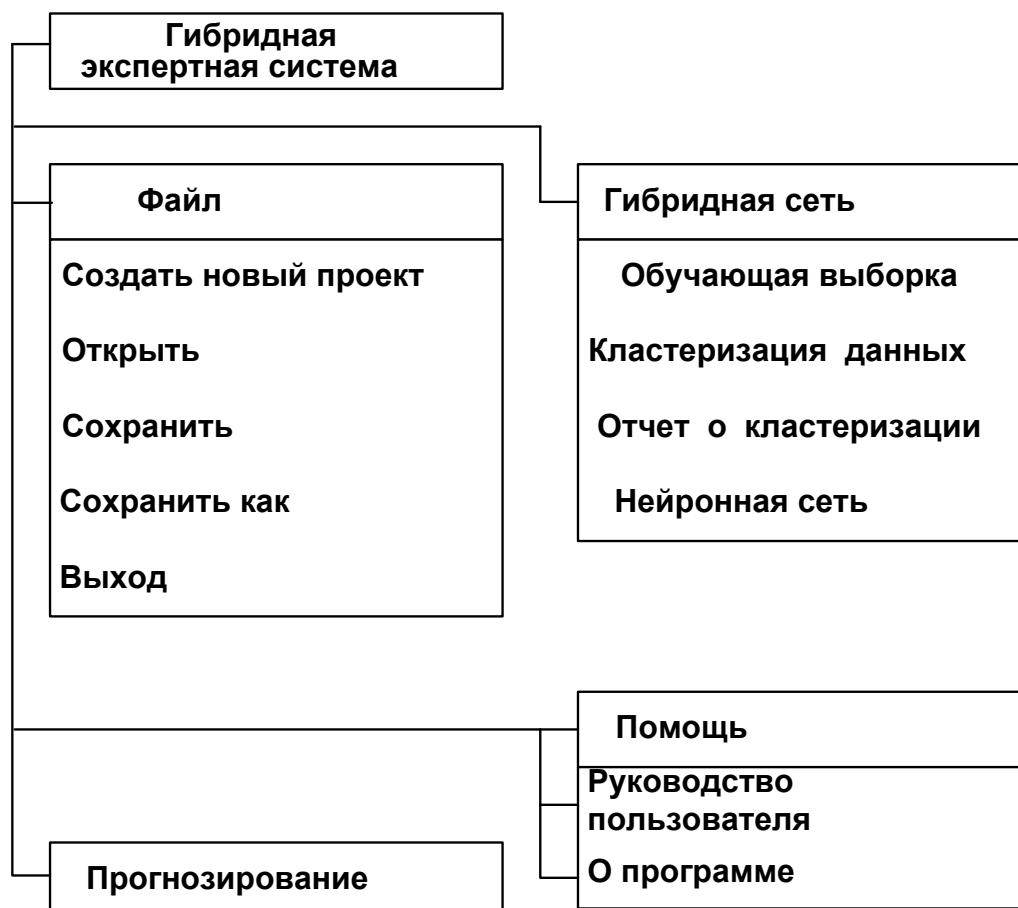 Гибридная
экспертная система
Файл
Создать новый проект
Открыть
Сохранить
Сохранить как
Выход
Гибридная сеть
Обучающая выборка
Кластеризация данных
Отчет о кластеризации
Нейронная сеть
Помощь
Руководство
пользователя
О программе
Прогнозирование